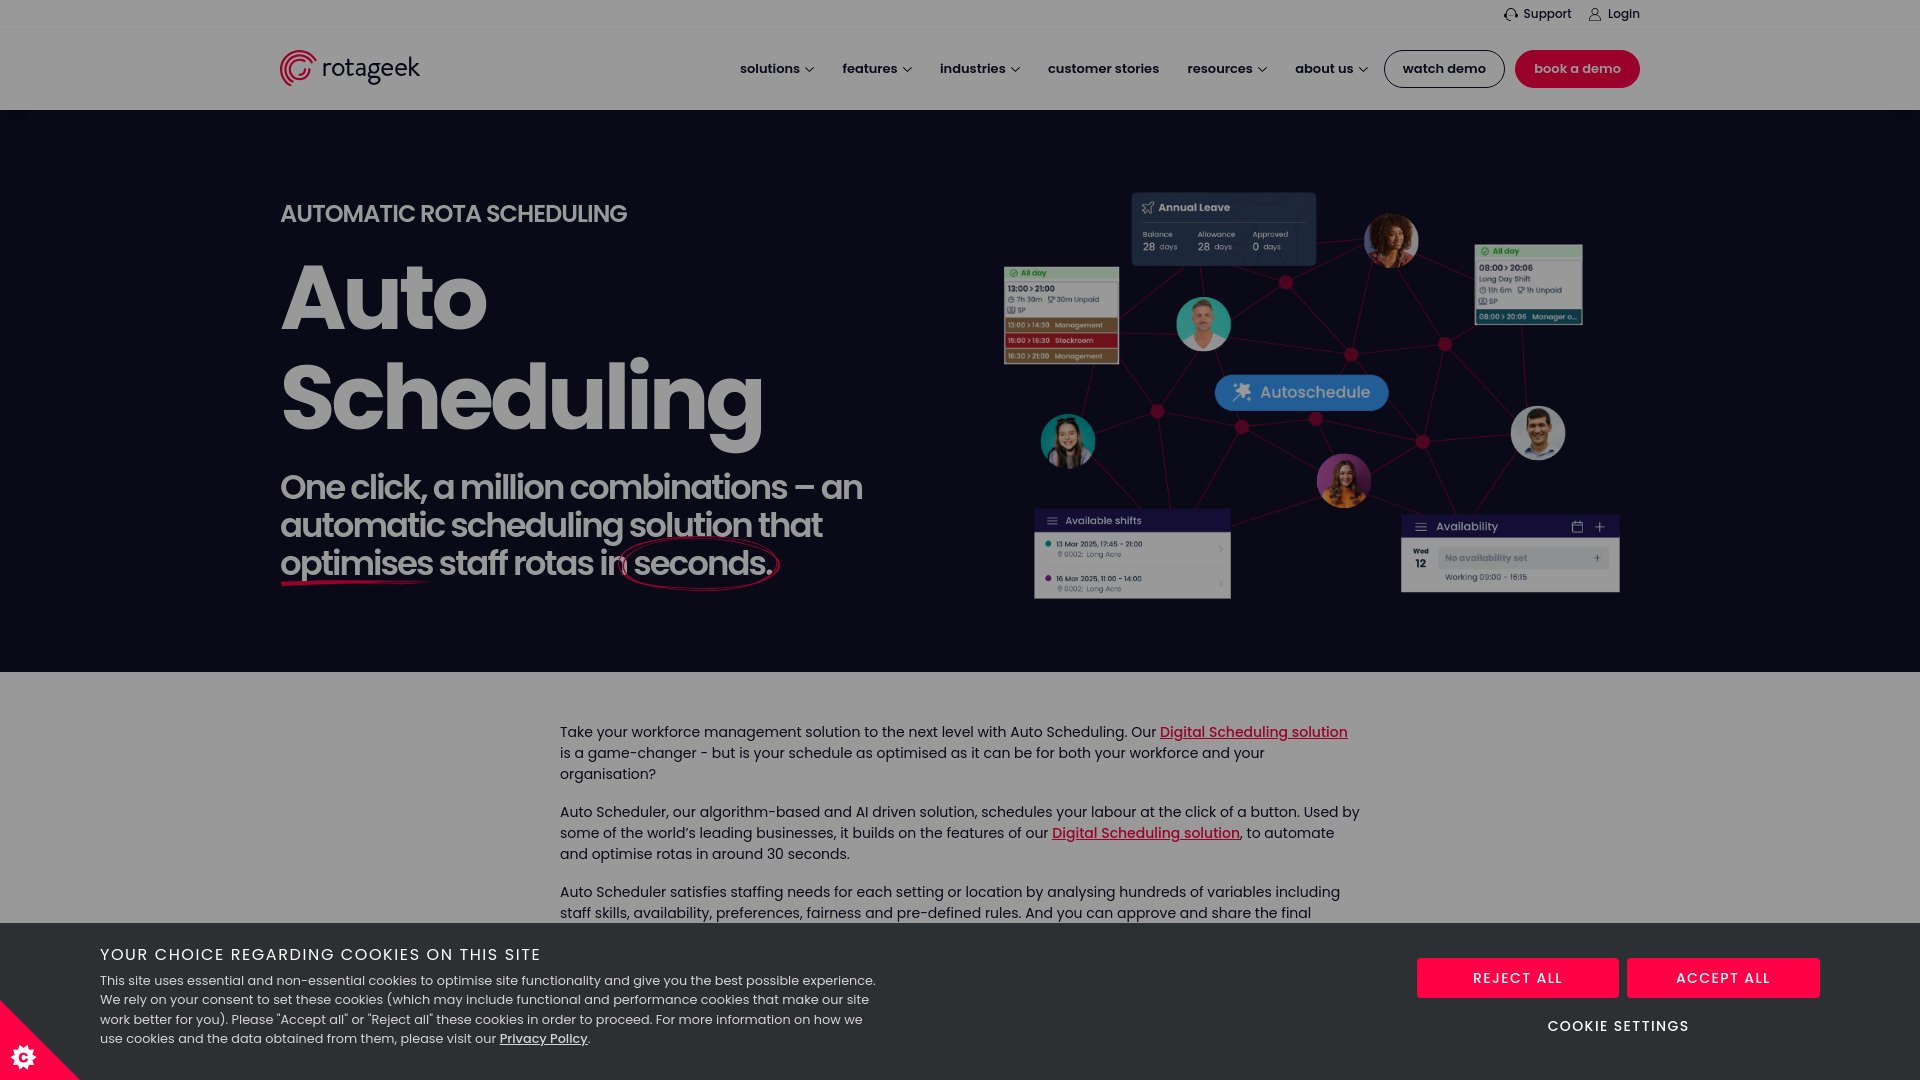 Support
Login
rotageek
solutions
features
industries
customer stories
resources
about us
watch demo
book a demo
AUTOMATIC ROTA SCHEDULING
Auto
Scheduling
One click, a million combinations – an
automatic scheduling solution that
optimises staff rotas in seconds.
Annual Leave
Balance Allowance Approved
28 days 28 days 0 days
All day
13:00 > 21:00
7h 30m 30m Unpaid
SP
13:00 > 14:30 Management
15:00 > 16:30 Stockroom
16:30 > 21:00 Management
All day
08:00 > 20:06
Long Day Shift
11h 6m 1h Unpaid
SP
08:00 > 20:06 Manager o...
Autoschedule
Available shifts
13 Mar 2025, 17:45 - 21:00
0002: Long Acre
16 Mar 2025, 11:00 - 14:00
0002: Long Acre
Availability
Wed
12
No availability set
Working 09:00 - 16:15
Take your workforce management solution to the next level with Auto Scheduling. Our Digital Scheduling solution
is a game-changer - but is your schedule as optimised as it can be for both your workforce and your
organisation?
Auto Scheduler, our algorithm-based and AI driven solution, schedules your labour at the click of a button. Used by
some of the world’s leading businesses, it builds on the features of our Digital Scheduling solution, to automate
and optimise rotas in around 30 seconds.
Auto Scheduler satisfies staffing needs for each setting or location by analysing hundreds of variables including
staff skills, availability, preferences, fairness and pre-defined rules. And you can approve and share the final
YOUR CHOICE REGARDING COOKIES ON THIS SITE
This site uses essential and non-essential cookies to optimise site functionality and give you the best possible experience.
We rely on your consent to set these cookies (which may include functional and performance cookies that make our site
work better for you). Please "Accept all" or "Reject all" these cookies in order to proceed. For more information on how we
use cookies and the data obtained from them, please visit our Privacy Policy.
REJECT ALL
ACCEPT ALL
COOKIE SETTINGS